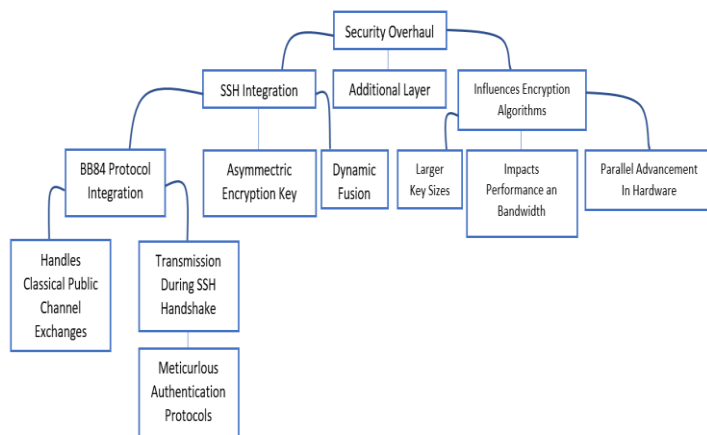 Security Overhaul
SSH Integration
Additional Layer
Influences Encryption
Algorithms
BB84 Protocol
Integration
Asymmectric
Encryption Key
Dynamic
Fusion
Larger
Key Sizes
Impacts
Performance an
Bandwidth
Parallel Advancement
In Hardware
Handles
Classical Public
Channel
Exchanges
Transmission
During SSH
Handshake
Meticurlous
Authentication
Protocols